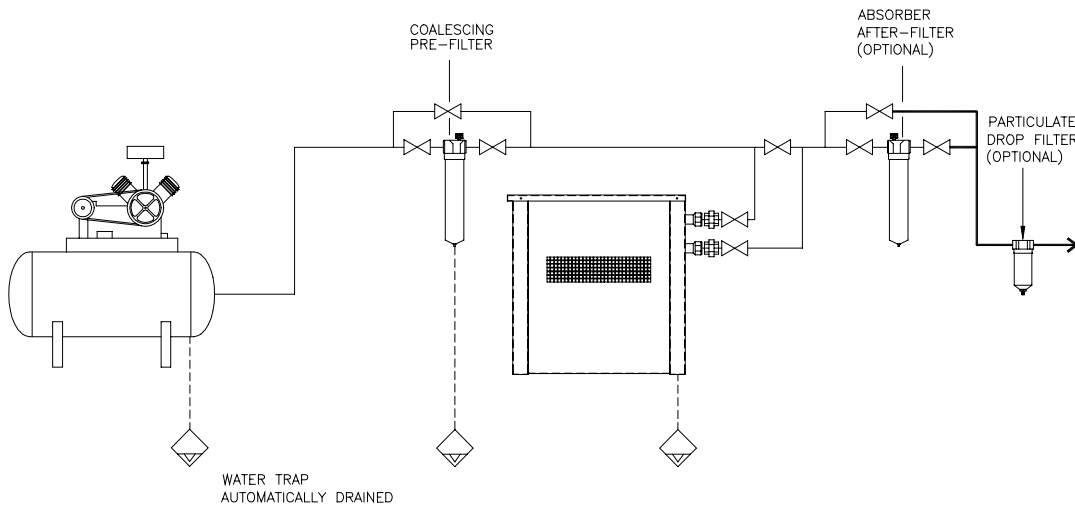 COALESCING
PRE-FILTER
ABSORBER
AFTER-FILTER
(OPTIONAL)
PARTICULATE
DROP FILTER
(OPTIONAL)
WATER TRAP
AUTOMATICALLY DRAINED